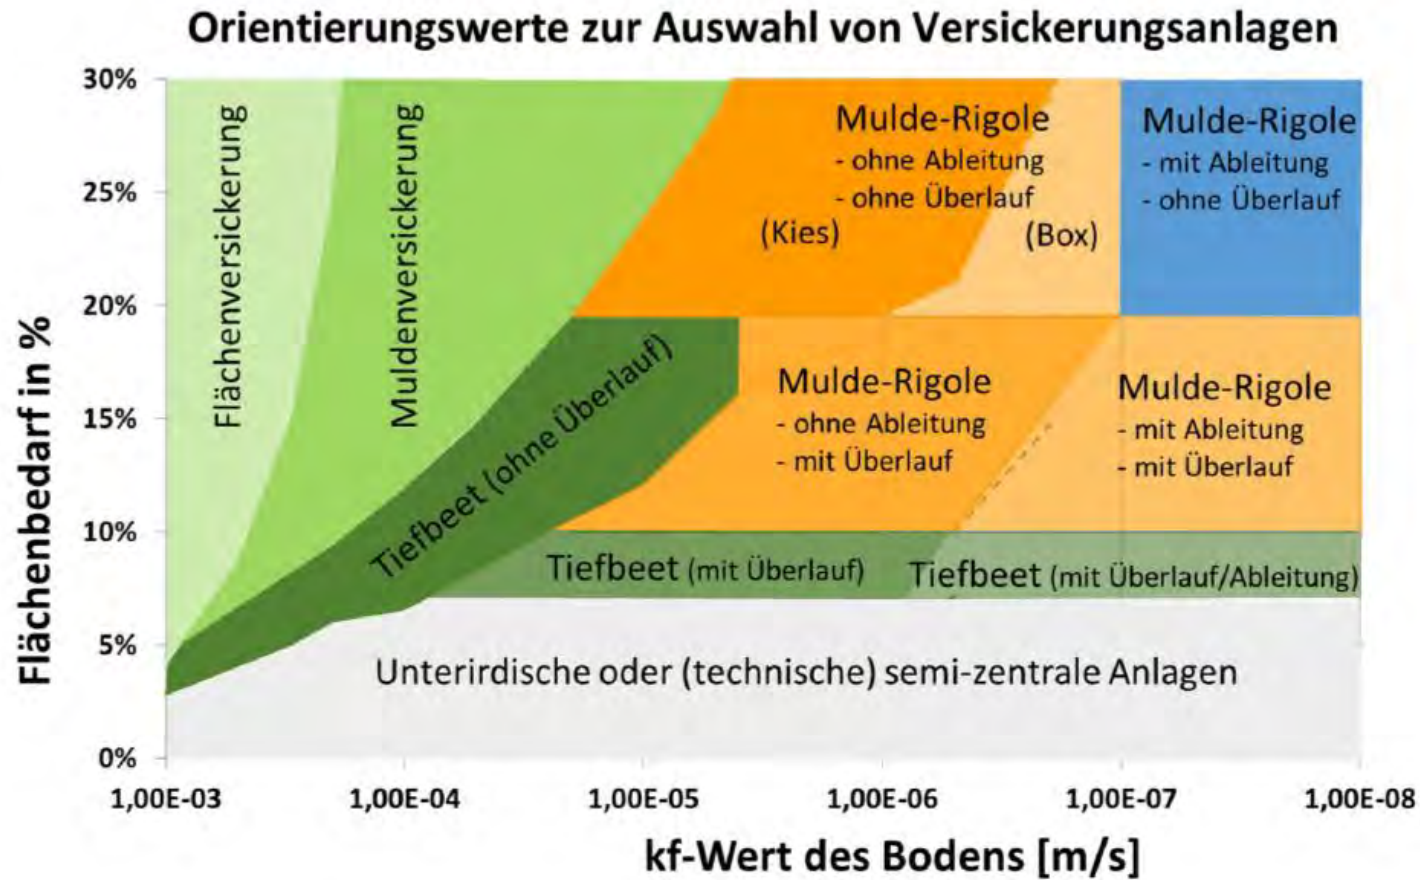 Orientierungswerte zur Auswahl von Versickerungsanlagen
Flächenbedarf in %
30%
25%
20%
15%
10%
5%
0%
Flächenversickerung
Muldenversickerung
Mulde-Rigole
- ohne Ableitung
- ohne Überlauf
(Kies)
(Box)
Mulde-Rigole
- mit Ableitung
- ohne Überlauf
Tiefbeet (ohne Überlauf)
Mulde-Rigole
- ohne Ableitung
- mit Überlauf
Mulde-Rigole
- mit Ableitung
- mit Überlauf
Tiefbeet (mit Überlauf)
Tiefbeet (mit Überlauf/Ableitung)
Unterirdische oder (technische) semi-zentrale Anlagen
1,00E-03
1,00E-04
1,00E-05
1,00E-06
1,00E-07
1,00E-08
kf-Wert des Bodens [m/s]